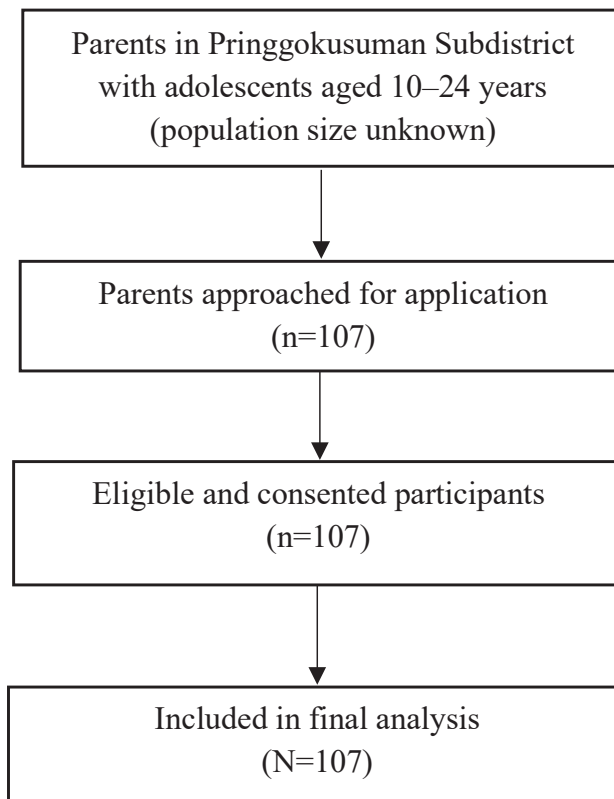 Parents in Pringgokusuman Subdistrict
with adolescents aged 10–24 years
(population size unknown)
Parents approached for application
(n=107)
Eligible and consented participants
(n=107)
Included in final analysis
(N=107)